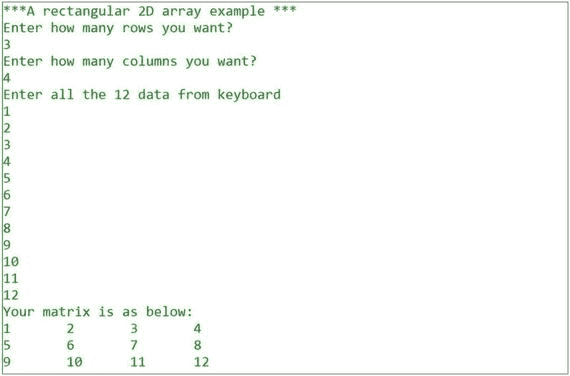 ***A rectangular 2D array example ***
Enter how many rows you want?
3
Enter how many columns you want?
4
Enter all the 12 data from keyboard
1
2
3
4
5
6
7
8
9
10
11
12
Your matrix is as below:
1 2 3 4
5 6 7 8
9 10 11 12